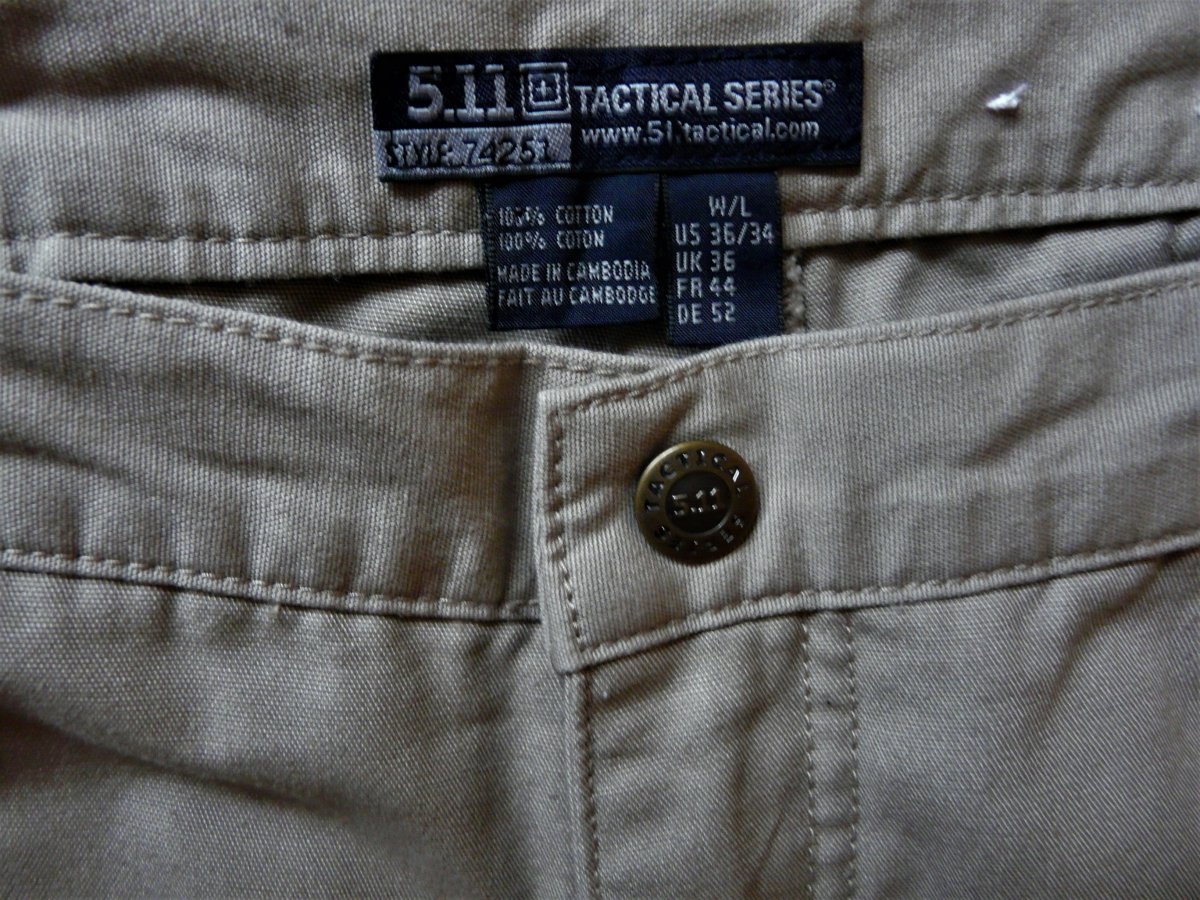 5.11 TACTICAL SERIES®
www.511tactical.com
STYLE: 74251
100% COTTON
100% COTON
MADE IN CAMBODIA
FAIT AU CAMBODGE
W/L
US 36/34
UK 36
FR 44
DE 52
TACTICAL
5.11
SERIES